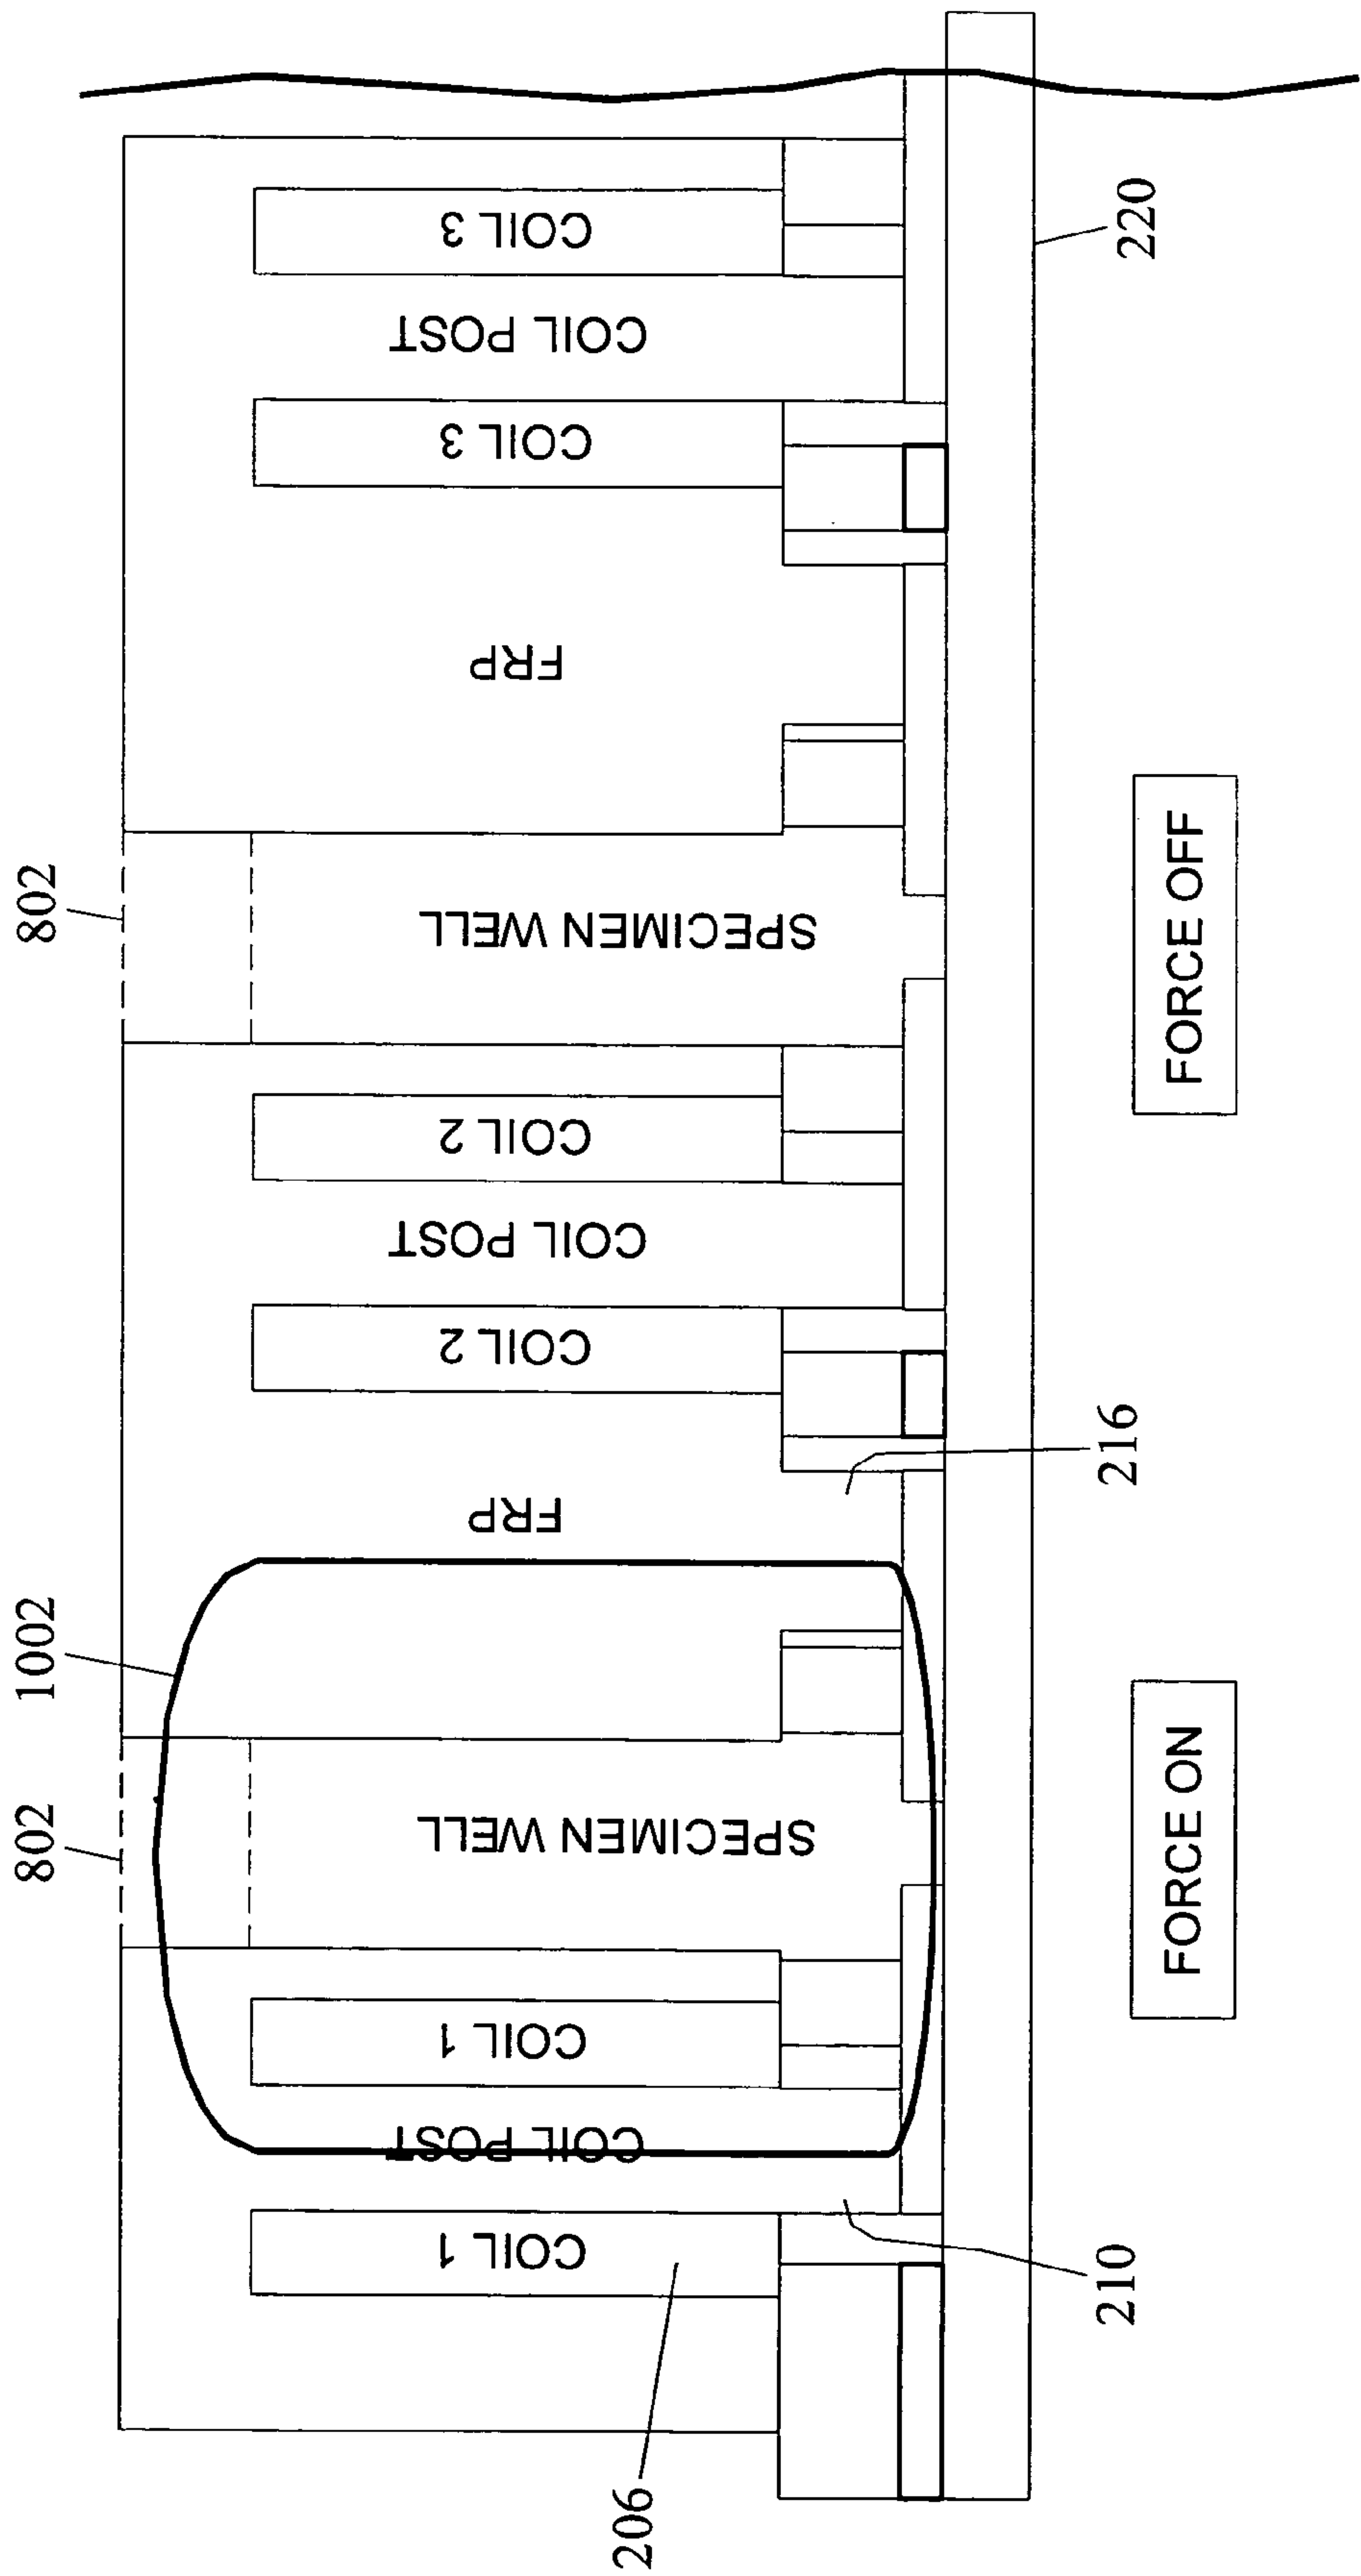 802
1002
802
COIL 3
COIL POST
COIL 3
FRP
SPECIMEN WELL
COIL 2
COIL POST
COIL 2
FRP
SPECIMEN WELL
COIL 1
COIL POST
COIL 1
206
210
216
220
FORCE ON
FORCE OFF